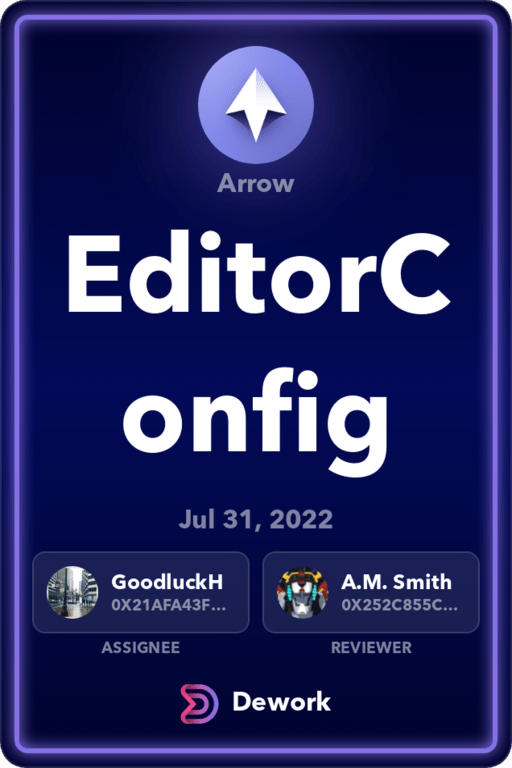 Arrow
EditorC
onfig
Jul 31, 2022
GoodluckH
0X21AFA43F...
ASSIGNEE
A.M. Smith
0X252C855C...
REVIEWER
Dework